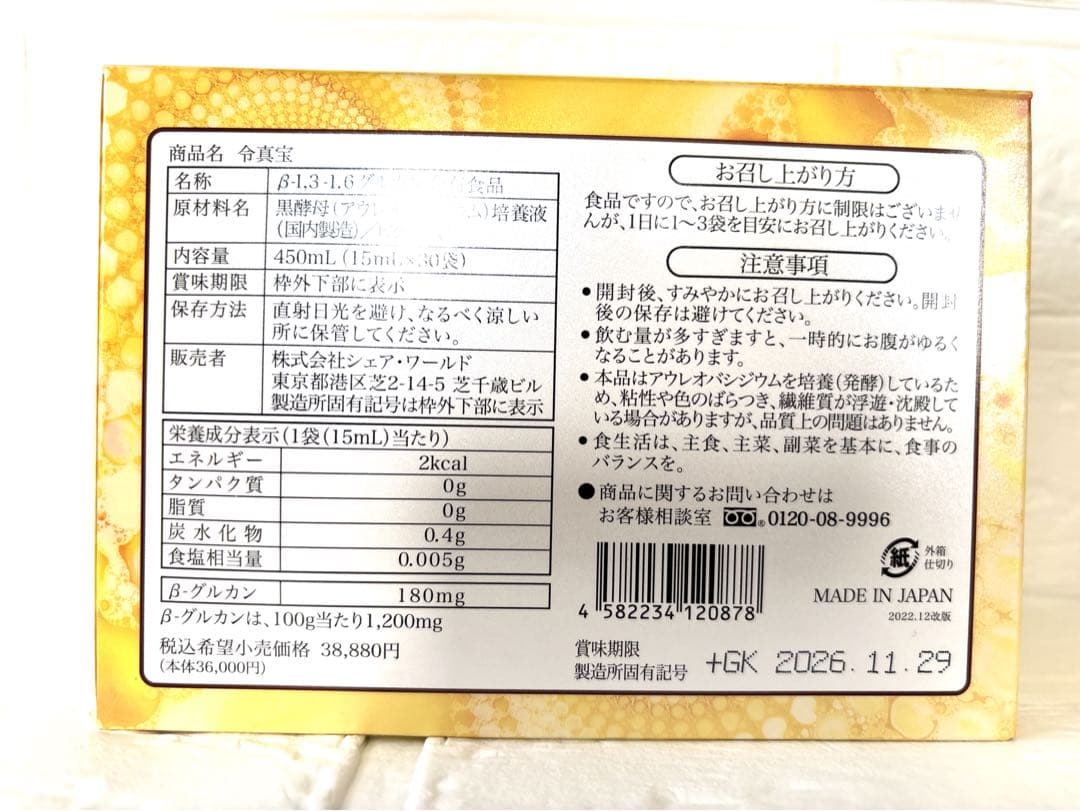 商品名 令真宝
名称 β-1,3-1,6グ 食品
原材料名 黒酵母(アウレ )培養液
(国内製造)/
内容量 450mL(15mL×30袋)
賞味期限 枠外下部に表示
保存方法 直射日光を避け、なるべく涼しい
所に保管してください。
販売者 株式会社シェア・ワールド
東京都港区芝2-14-5 芝千歳ビル
製造所固有記号は枠外下部に表示
栄養成分表示(1袋(15mL)当たり)
エネルギー 2kcal
タンパク質 0g
脂質 0g
炭水化物 0.4g
食塩相当量 0.005g
β-グルカン 180mg
β-グルカンは、100g当たり1,200mg
税込希望小売価格 38,880円
(本体36,000円)
お召し上がり方
食品ですので、お召し上がり方に制限はございませ
んが、1日に1〜3袋を目安にお召し上がりください。
注意事項
●開封後、すみやかにお召し上がりください。開封
後の保存は避けてください。
●飲む量が多すぎますと、一時的にお腹がゆるく
なることがあります。
●本品はアウレオバシジウムを培養(発酵)しているた
め、粘性や色のばらつき、繊維質が浮遊・沈殿して
いる場合がありますが、品質上の問題はありません。
●食生活は、主食、主菜、副菜を基本に、食事の
バランスを。
●商品に関するお問い合わせは
お客様相談室 0120-08-9996
紙 外箱
仕切り
4 582234 120878
MADE IN JAPAN
2022.12改版
賞味期限
製造所固有記号 +GK 2026.11.29